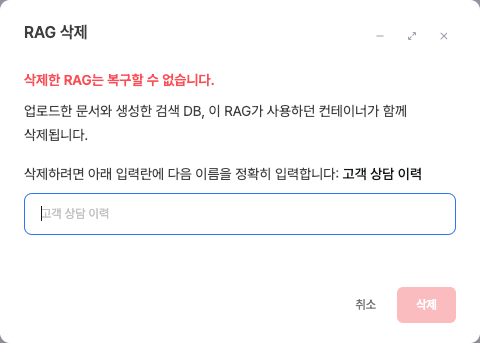 RAG 삭제
삭제한 RAG는 복구할 수 없습니다.
업로드한 문서와 생성한 검색 DB, 이 RAG가 사용하던 컨테이너가 함께
삭제됩니다.
삭제하려면 아래 입력란에 다음 이름을 정확히 입력합니다: 고객 상담 이력
고객 상담 이력
취소
삭제